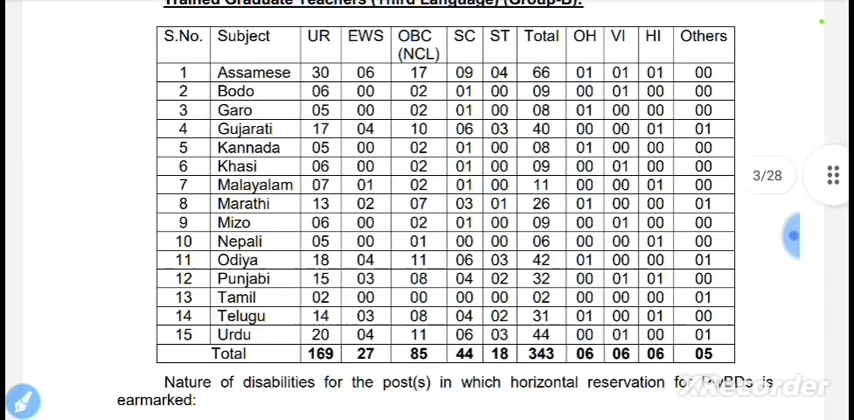 Trained Graduate Teachers (Third Language) (Group-B):
S.No. Subject UR EWS OBC (NCL) SC ST Total OH VI HI Others
1 Assamese 30 06 17 09 04 66 01 01 01 00
2 Bodo 06 00 02 01 00 09 00 01 00 00
3 Garo 05 00 02 01 00 08 01 00 00 00
4 Gujarati 17 04 10 06 03 40 00 00 01 01
5 Kannada 05 00 02 01 00 08 01 00 00 00
6 Khasi 06 00 02 01 00 09 00 01 00 00
7 Malayalam 07 01 02 01 00 11 00 00 01 00
8 Marathi 13 02 07 03 01 26 01 00 00 01
9 Mizo 06 00 02 01 00 09 00 01 00 00
10 Nepali 05 00 01 00 00 06 00 00 01 00
11 Odiya 18 04 11 06 03 42 01 00 00 01
12 Punjabi 15 03 08 04 02 32 00 01 01 00
13 Tamil 02 00 00 00 00 02 00 00 00 01
14 Telugu 14 03 08 04 02 31 01 00 01 00
15 Urdu 20 04 11 06 03 44 00 01 00 01
Total 169 27 85 44 18 343 06 06 06 05
3/28
Nature of disabilities for the post(s) in which horizontal reservation for PwBDs is
earmarked:
XRecorder